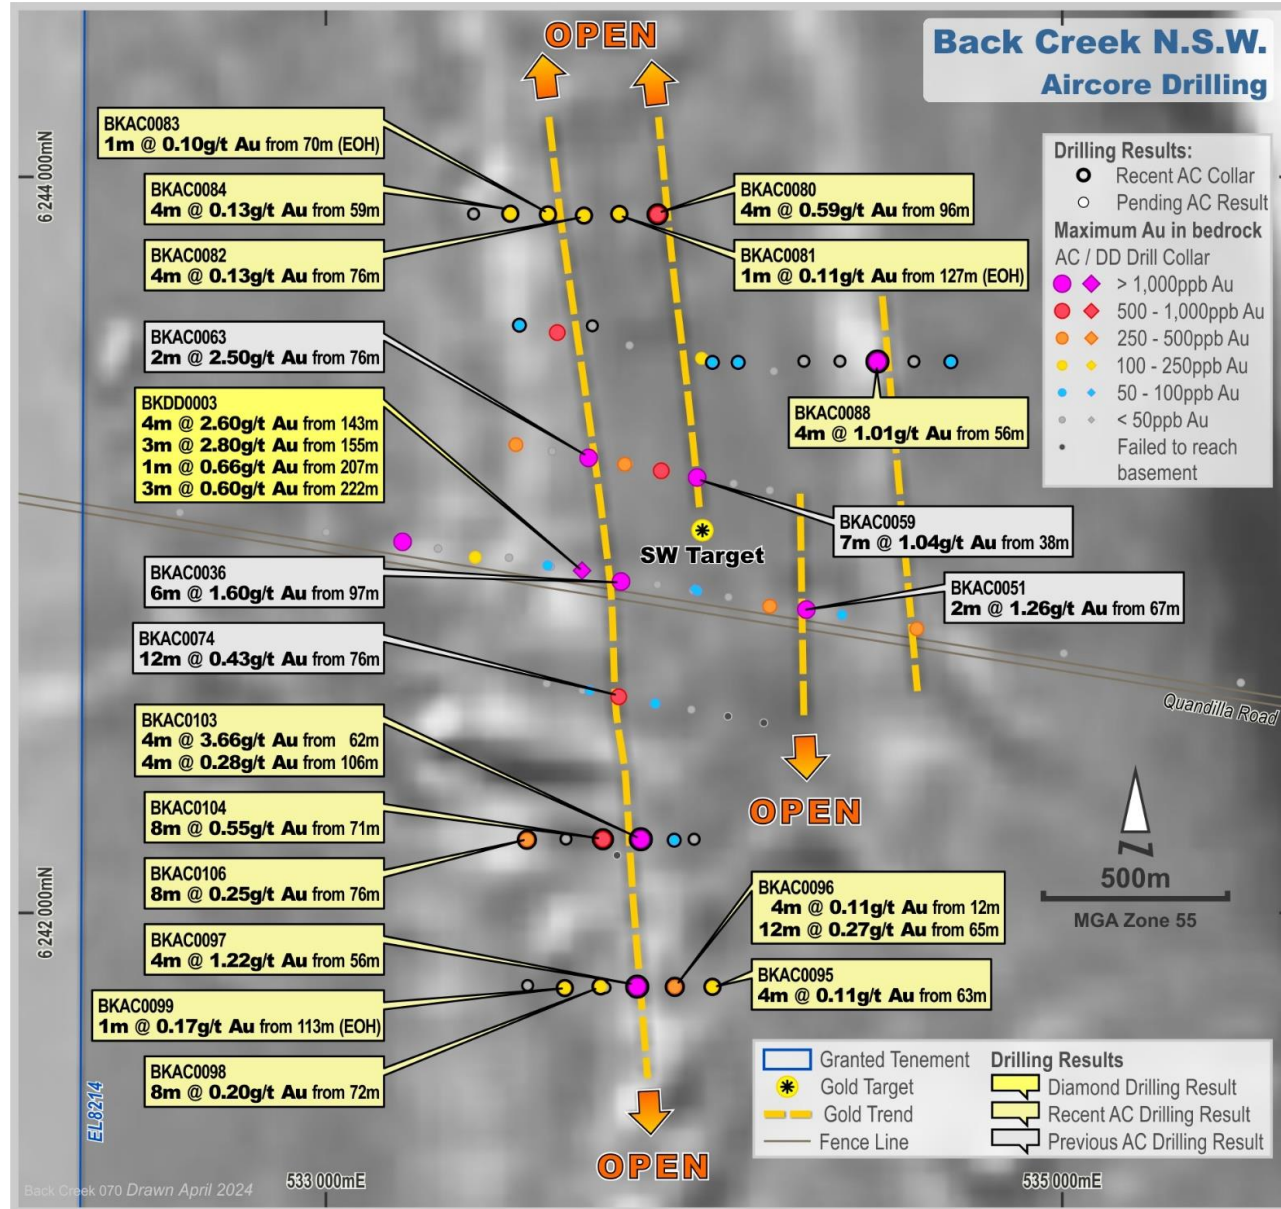 OPEN
Back Creek N.S.W.
Aircore Drilling
6 244 000mN
BKAC0083
1m @ 0.10g/t Au from 70m (EOH)
BKAC0084
4m @ 0.13g/t Au from 59m
BKAC0082
4m @ 0.13g/t Au from 76m
BKAC0080
4m @ 0.59g/t Au from 96m
BKAC0081
1m @ 0.11g/t Au from 127m (EOH)
Drilling Results:
Recent AC Collar
Pending AC Result
Maximum Au in bedrock
AC / DD Drill Collar
> 1,000ppb Au
500 - 1,000ppb Au
250 - 500ppb Au
100 - 250ppb Au
50 - 100ppb Au
< 50ppb Au
Failed to reach
basement
BKAC0063
2m @ 2.50g/t Au from 76m
BKDD0003
4m @ 2.60g/t Au from 143m
3m @ 2.80g/t Au from 155m
1m @ 0.66g/t Au from 207m
3m @ 0.60g/t Au from 222m
BKAC0088
4m @ 1.01g/t Au from 56m
BKAC0059
7m @ 1.04g/t Au from 38m
SW Target
BKAC0036
6m @ 1.60g/t Au from 97m
BKAC0051
2m @ 1.26g/t Au from 67m
BKAC0074
12m @ 0.43g/t Au from 76m
Quandilla Road
BKAC0103
4m @ 3.66g/t Au from 62m
4m @ 0.28g/t Au from 106m
OPEN
BKAC0104
8m @ 0.55g/t Au from 71m
BKAC0106
8m @ 0.25g/t Au from 76m
N
500m
MGA Zone 55
6 242 000mN
BKAC0096
4m @ 0.11g/t Au from 12m
12m @ 0.27g/t Au from 65m
BKAC0097
4m @ 1.22g/t Au from 56m
BKAC0095
4m @ 0.11g/t Au from 63m
BKAC0099
1m @ 0.17g/t Au from 113m (EOH)
BKAC0098
8m @ 0.20g/t Au from 72m
EL8214
OPEN
Granted Tenement
Gold Target
Gold Trend
Fence Line
Drilling Results
Diamond Drilling Result
Recent AC Drilling Result
Previous AC Drilling Result
533 000mE
535 000mE
Back Creek 070 Drawn April 2024